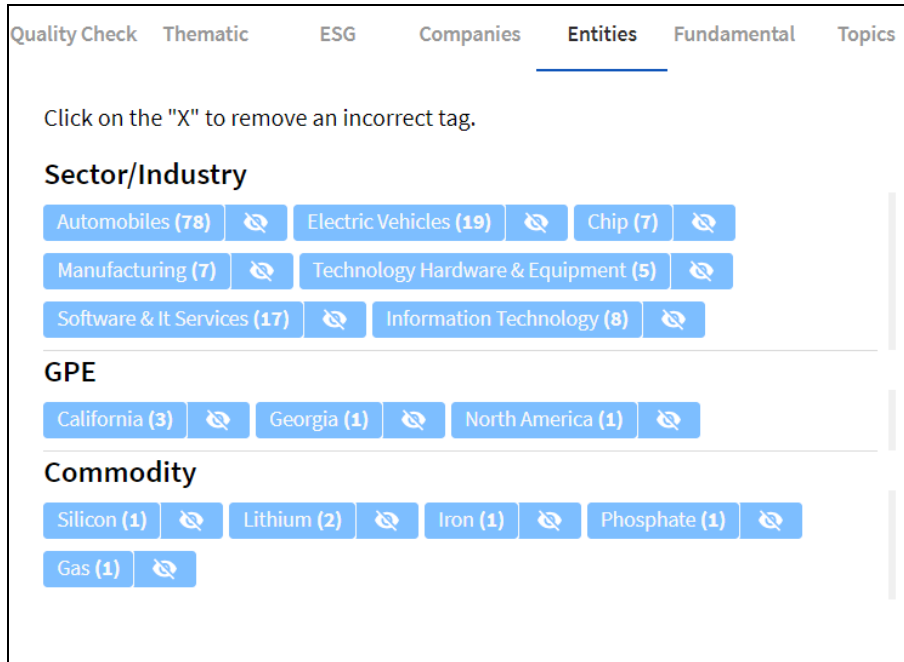 Quality Check Thematic ESG Companies Entities Fundamental Topics
Click on the "X" to remove an incorrect tag.
Sector/Industry
Automobiles (78) Electric Vehicles (19) Chip (7)
Manufacturing (7) Technology Hardware & Equipment (5)
Software & It Services (17) Information Technology (8)
GPE
California (3) Georgia (1) North America (1)
Commodity
Silicon (1) Lithium (2) Iron (1) Phosphate (1)
Gas (1)